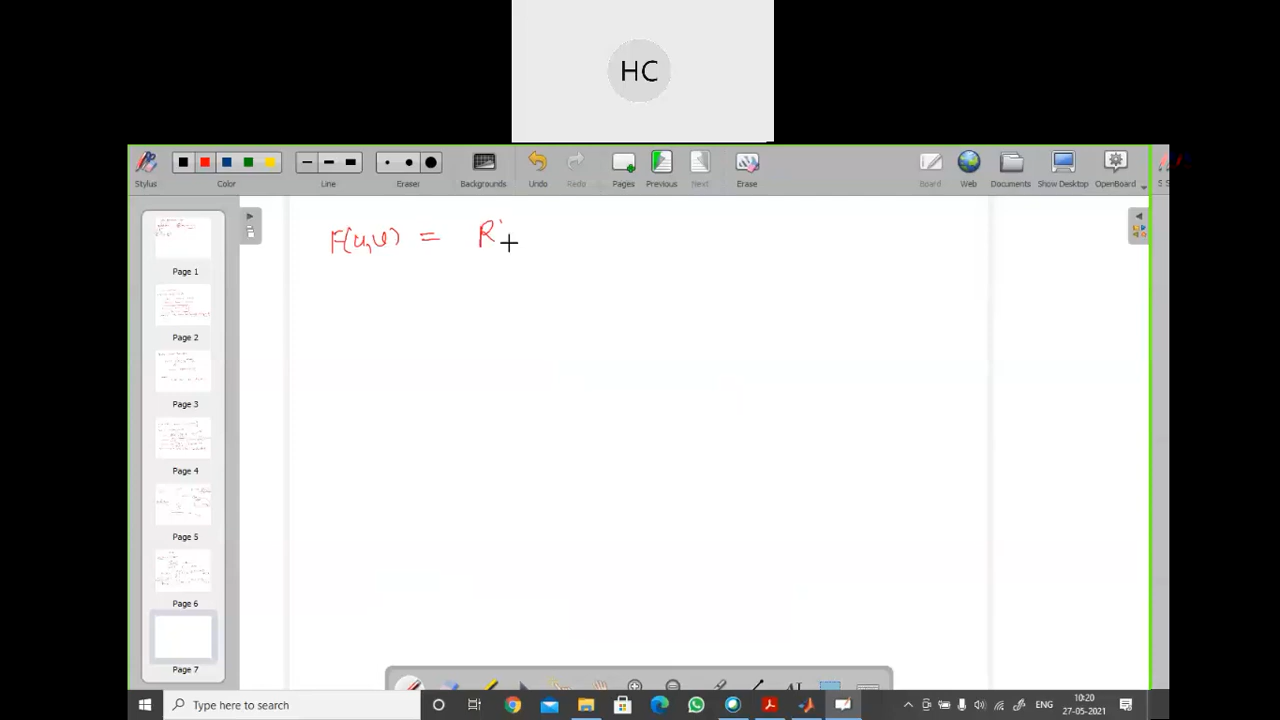 HC
Stylus Color Line Eraser Backgrounds Undo Redo Pages Previous Next Erase Board Web Documents Show Desktop OpenBoard
F(u,v) = R
Page 1
Page 2
Page 3
Page 4
Page 5
Page 6
Page 7
Type here to search
ENG
10:20
27-05-2021